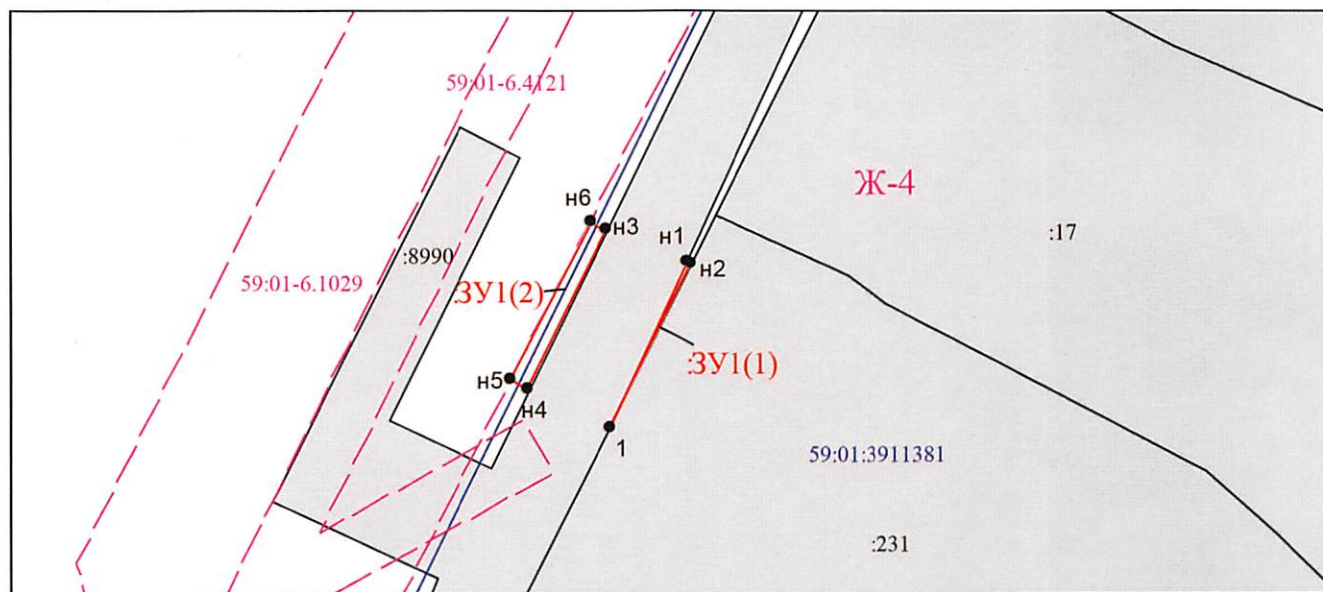 59:01-6.4121
Ж-4
н6
н3
:17
:8990
н1
н2
59:01-6.1029
:ЗУ1(2)
:ЗУ1(1)
н5
н4
1
59:01:3911381
:231